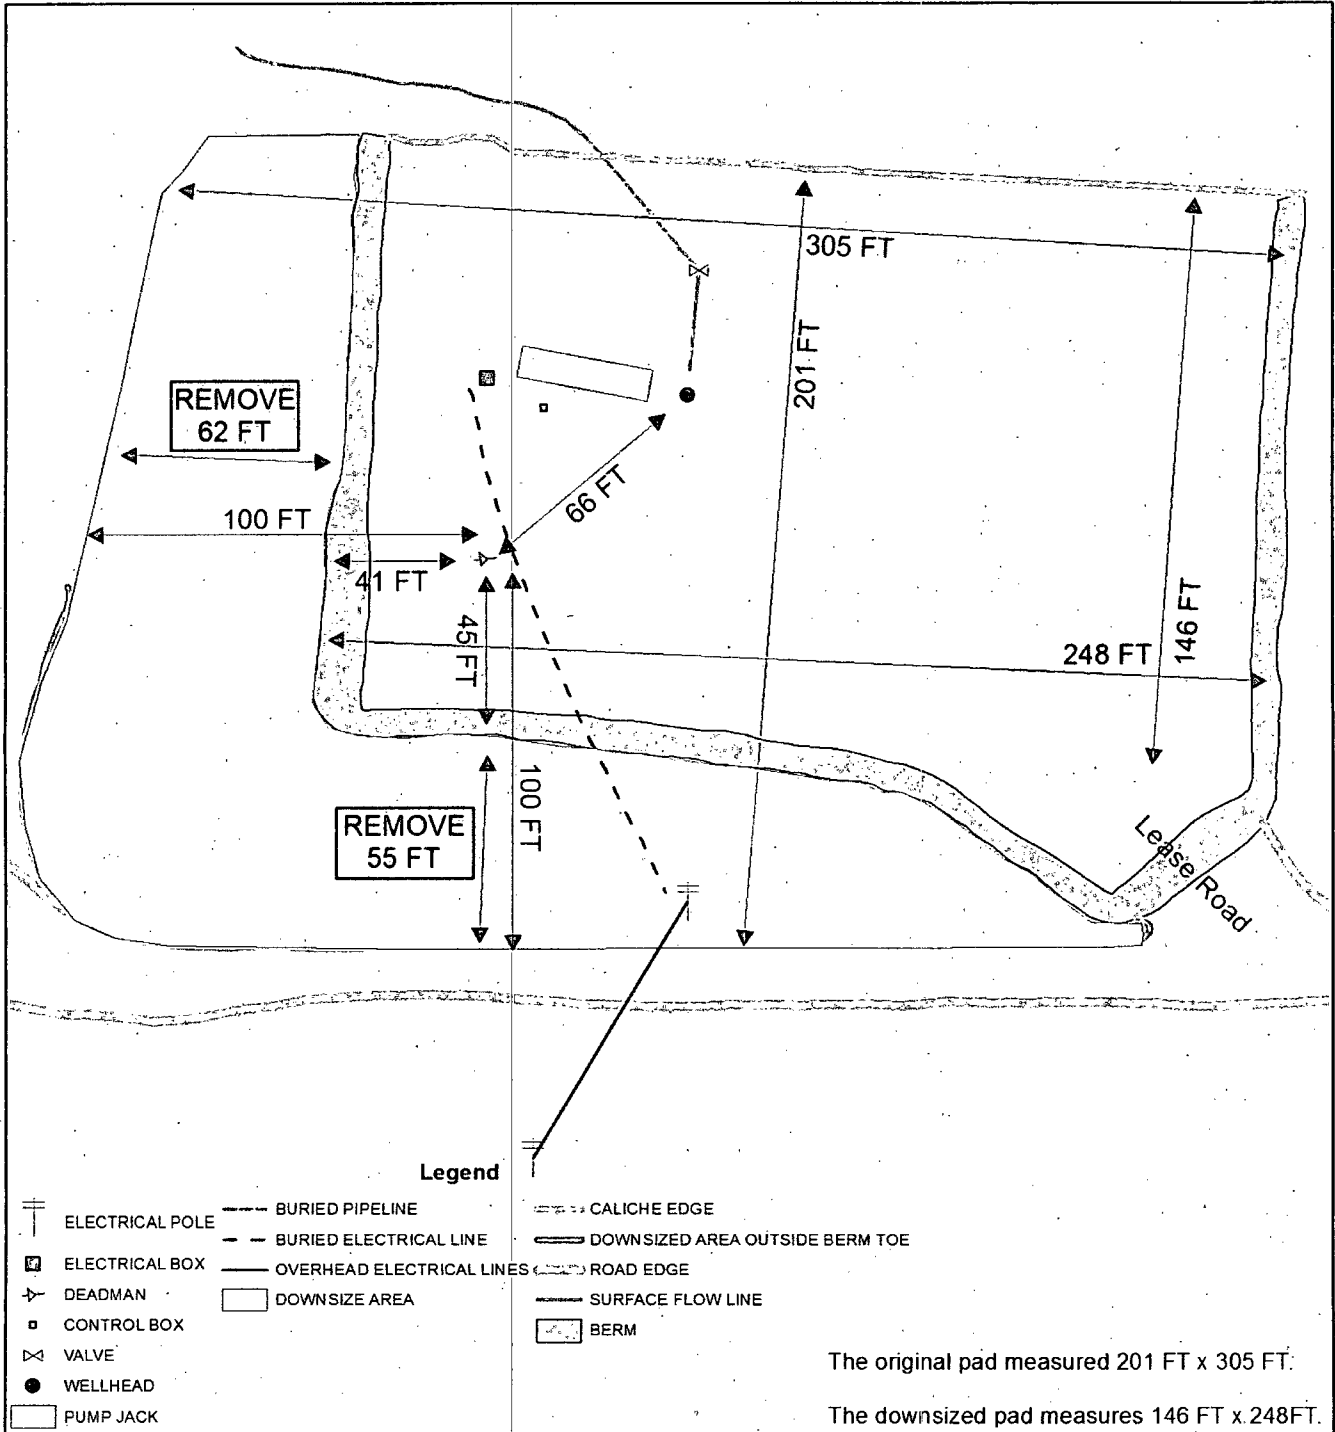 305 FT
201 FT
REMOVE
62 FT
66 FT
100 FT
41 FT
45 FT
146 FT
248 FT
100 FT
REMOVE
55 FT
Lease Road
Legend
ELECTRICAL POLE
ELECTRICAL BOX
DEADMAN
CONTROL BOX
VALVE
WELLHEAD
PUMP JACK
BURIED PIPELINE
BURIED ELECTRICAL LINE
OVERHEAD ELECTRICAL LINES
DOWNSIZE AREA
CALICHE EDGE
DOWNSIZED AREA OUTSIDE BERM TOE
ROAD EDGE
SURFACE FLOW LINE
BERM
The original pad measured 201 FT x 305 FT.
The downsized pad measures 146 FT x 248FT.